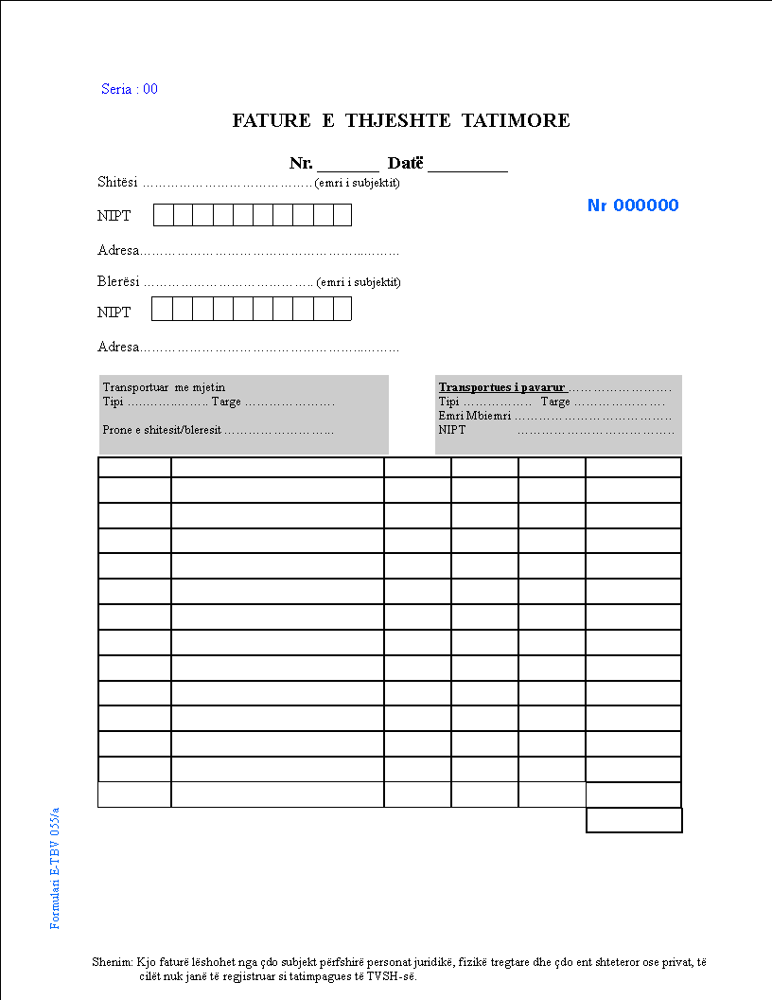 Seria : 00
FATURE E THJESHTE TATIMORE
Nr. _______ Datë _________
Shitësi ………………………………….. (emri i subjektit)
Nr 000000
NIPT
Adresa……………………………………………...………
Blerësi ………………………………….. (emri i subjektit)
NIPT
Adresa……………………………………………...………
Transportuar me mjetin
Tipi ………………... Targe ………………….
Prone e shitesit/bleresit ……………………...
Transportues i pavarur …………………….
Tipi ……………… Targe ………………….
Emri Mbiemri ………………………………..
NIPT ………………………………..
Formulari E-TBV 055/a
Shenim: Kjo faturë lëshohet nga çdo subjekt përfshirë personat juridikë, fizikë tregtare dhe çdo ent shteteror ose privat, të
cilët nuk janë të regjistruar si tatimpagues të TVSH-së.